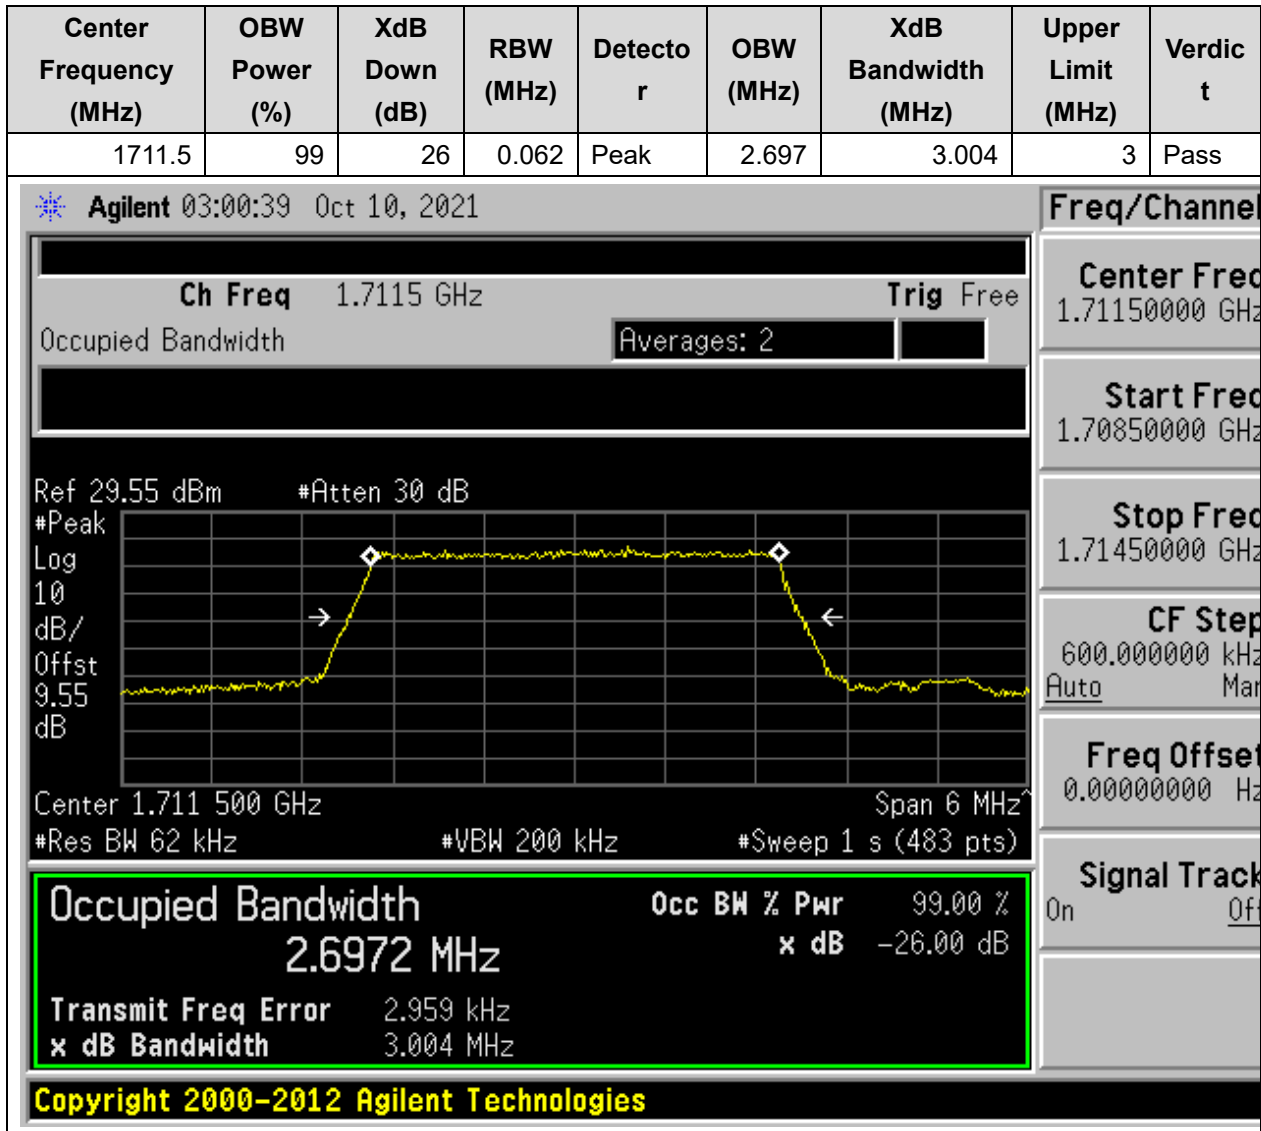 Center Frequency (MHz) OBW Power (%) XdB Down (dB) RBW (MHz) Detecto r OBW (MHz) XdB Bandwidth (MHz) Upper Limit (MHz) Verdic t
1711.5 99 26 0.062 Peak 2.697 3.004 3 Pass
Agilent 03:00:39 Oct 10, 2021
Freq/Channel
Ch Freq 1.7115 GHz Trig Free
Occupied Bandwidth Averages: 2
Center Freq
1.71150000 GHz
Start Freq
1.70850000 GHz
Stop Freq
1.71450000 GHz
CF Step
600.000000 kHz
Auto Man
Freq Offset
0.00000000 Hz
Signal Track
On Off
Ref 29.55 dBm #Atten 30 dB
#Peak
Log
10
dB/
Offst
9.55
dB
Center 1.711 500 GHz Span 6 MHz^
#Res BW 62 kHz #VBW 200 kHz #Sweep 1 s (483 pts)
Occupied Bandwidth Occ BW % Pwr 99.00 %
2.6972 MHz x dB -26.00 dB
Transmit Freq Error 2.959 kHz
x dB Bandwidth 3.004 MHz
Copyright 2000-2012 Agilent Technologies